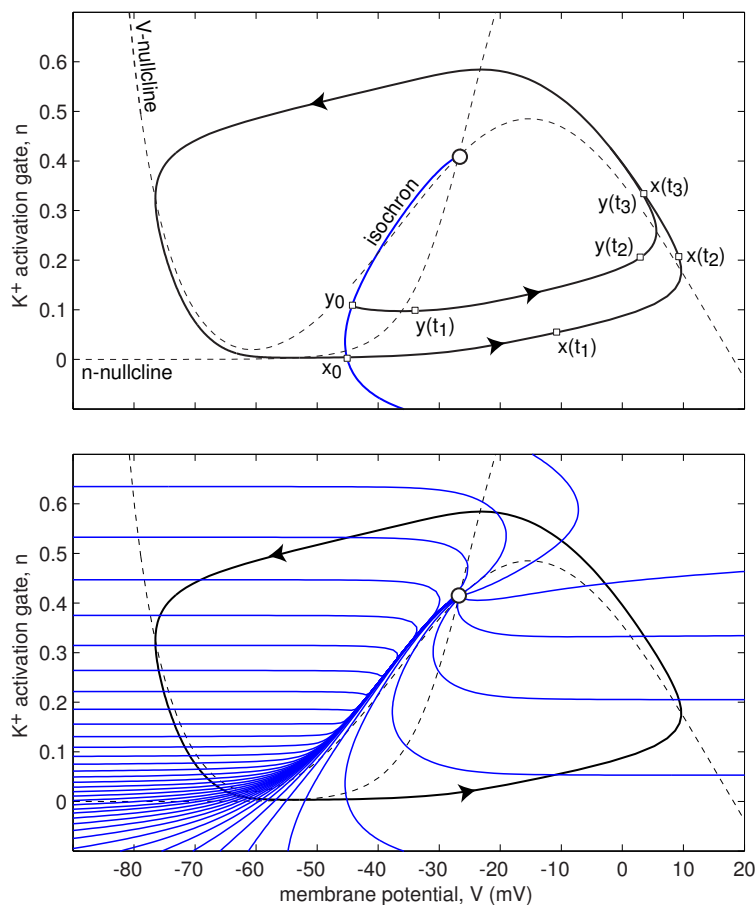 V-nullcline
0.6
0.5
0.4
0.3
0.2
0.1
0
K+ activation gate, n
isochron
x(t3)
y(t3)
y(t2)
x(t2)
y0
y(t1)
x(t1)
n-nullcline
x0
0.6
0.5
0.4
0.3
0.2
0.1
0
K+ activation gate, n
-80 -70 -60 -50 -40 -30 -20 -10 0 10 20
membrane potential, V (mV)